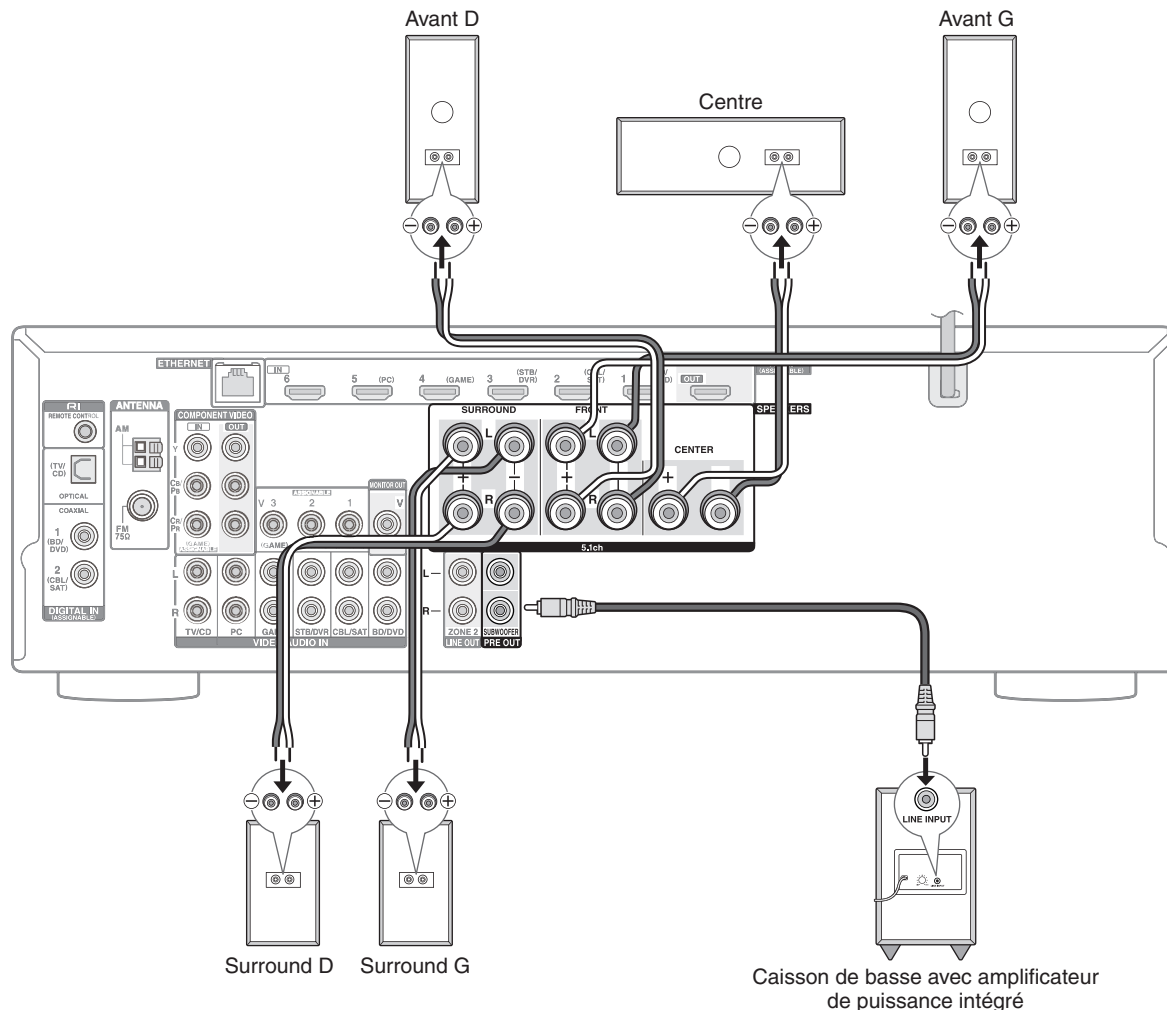 Avant D
Avant G
Centre
⊖ ⊕
⊖ ⊕
⊖ ⊕
ETHERNET
IN
6
5 (PC)
4 (GAME)
3 (STB/DVR)
2
1
OUT
(ASSIGNABLE)
SPEAKERS
RI
REMOTE CONTROL
(TV/CD)
OPTICAL
COAXIAL
1 (BD/DVD)
2 (CBL/SAT)
DIGITAL IN
(ASSIGNABLE)
ANTENNA
AM
FM
75Ω
COMPONENT VIDEO
IN OUT
Y
CB/PB
CR/PR
(GAME)
ASSIGNABLE
ASSIGNABLE
V 3 2 1
(GAME)
MONITOR OUT
V
L
R
TV/CD PC STB/DVR CBL/SAT BD/DVD
SURROUND FRONT
L L
+ − +
R R
CENTER
+
5.1ch
L
R
ZONE 2
LINE OUT
SUBWOOFER
PRE OUT
⊖ ⊕
⊖ ⊕
LINE INPUT
Surround D
Surround G
Caisson de basse avec amplificateur
de puissance intégré